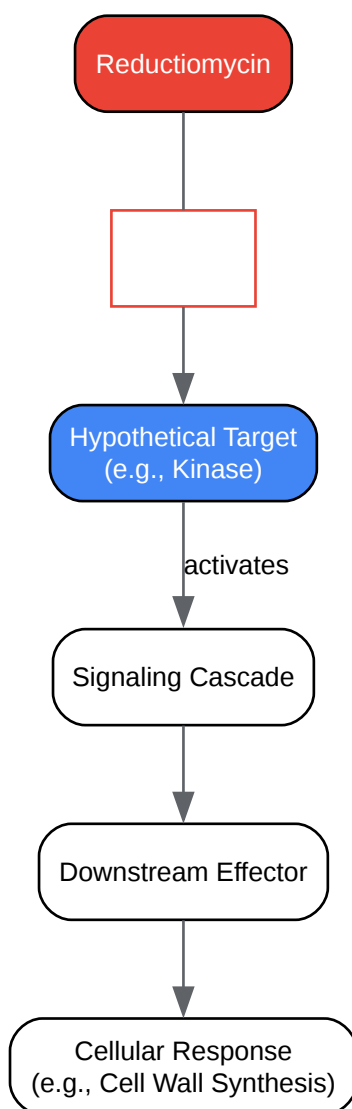 Reductiomycin
Hypothetical Target
(e.g., Kinase)
activates
Signaling Cascade
Downstream Effector
Cellular Response
(e.g., Cell Wall Synthesis)